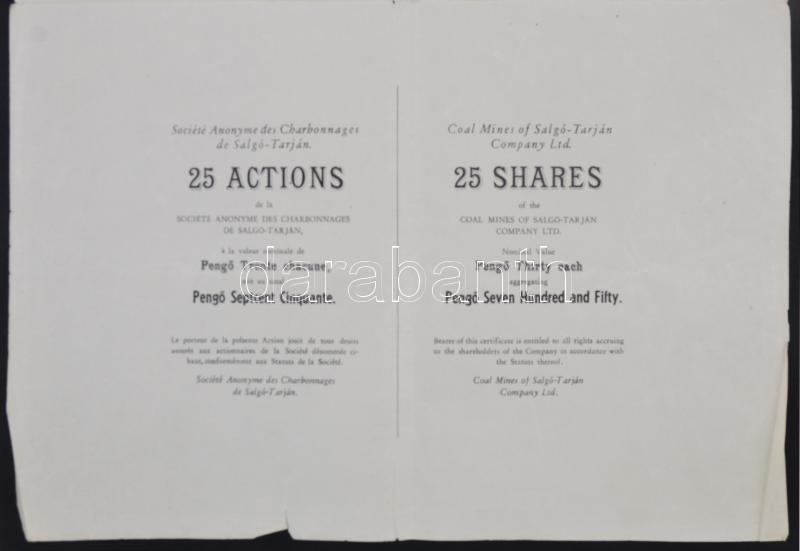 Société Anonyme des Charbonnages
de Salgó-Tarján.
25 ACTIONS
de la
SOCIÉTÉ ANONYME DES CHARBONNAGES
DE SALGÓ-TARJÁN,
à la valeur nominale de
Pengő Trente chacune,
Pengő Septcent Cinquante.
Le porteur de la présente Action jouit de tous droits
assurés aux actionnaires de la Société dénommée ci-
haut, conformément aux Statuts de la Société.
Société Anonyme des Charbonnages
de Salgó-Tarján.
Coal Mines of Salgó-Tarján
Company Ltd.
25 SHARES
of the
COAL MINES OF SALGÓ-TARJÁN
COMPANY LTD.
Nominal Value
Pengő Thirty each
aggregating
Pengő Seven Hundred and Fifty.
Bearer of this certificate is entitled to all rights accruing
to the shareholders of the Company in accordance with
the Statuts thereof.
Coal Mines of Salgó-Tarján
Company Ltd.
darabanth